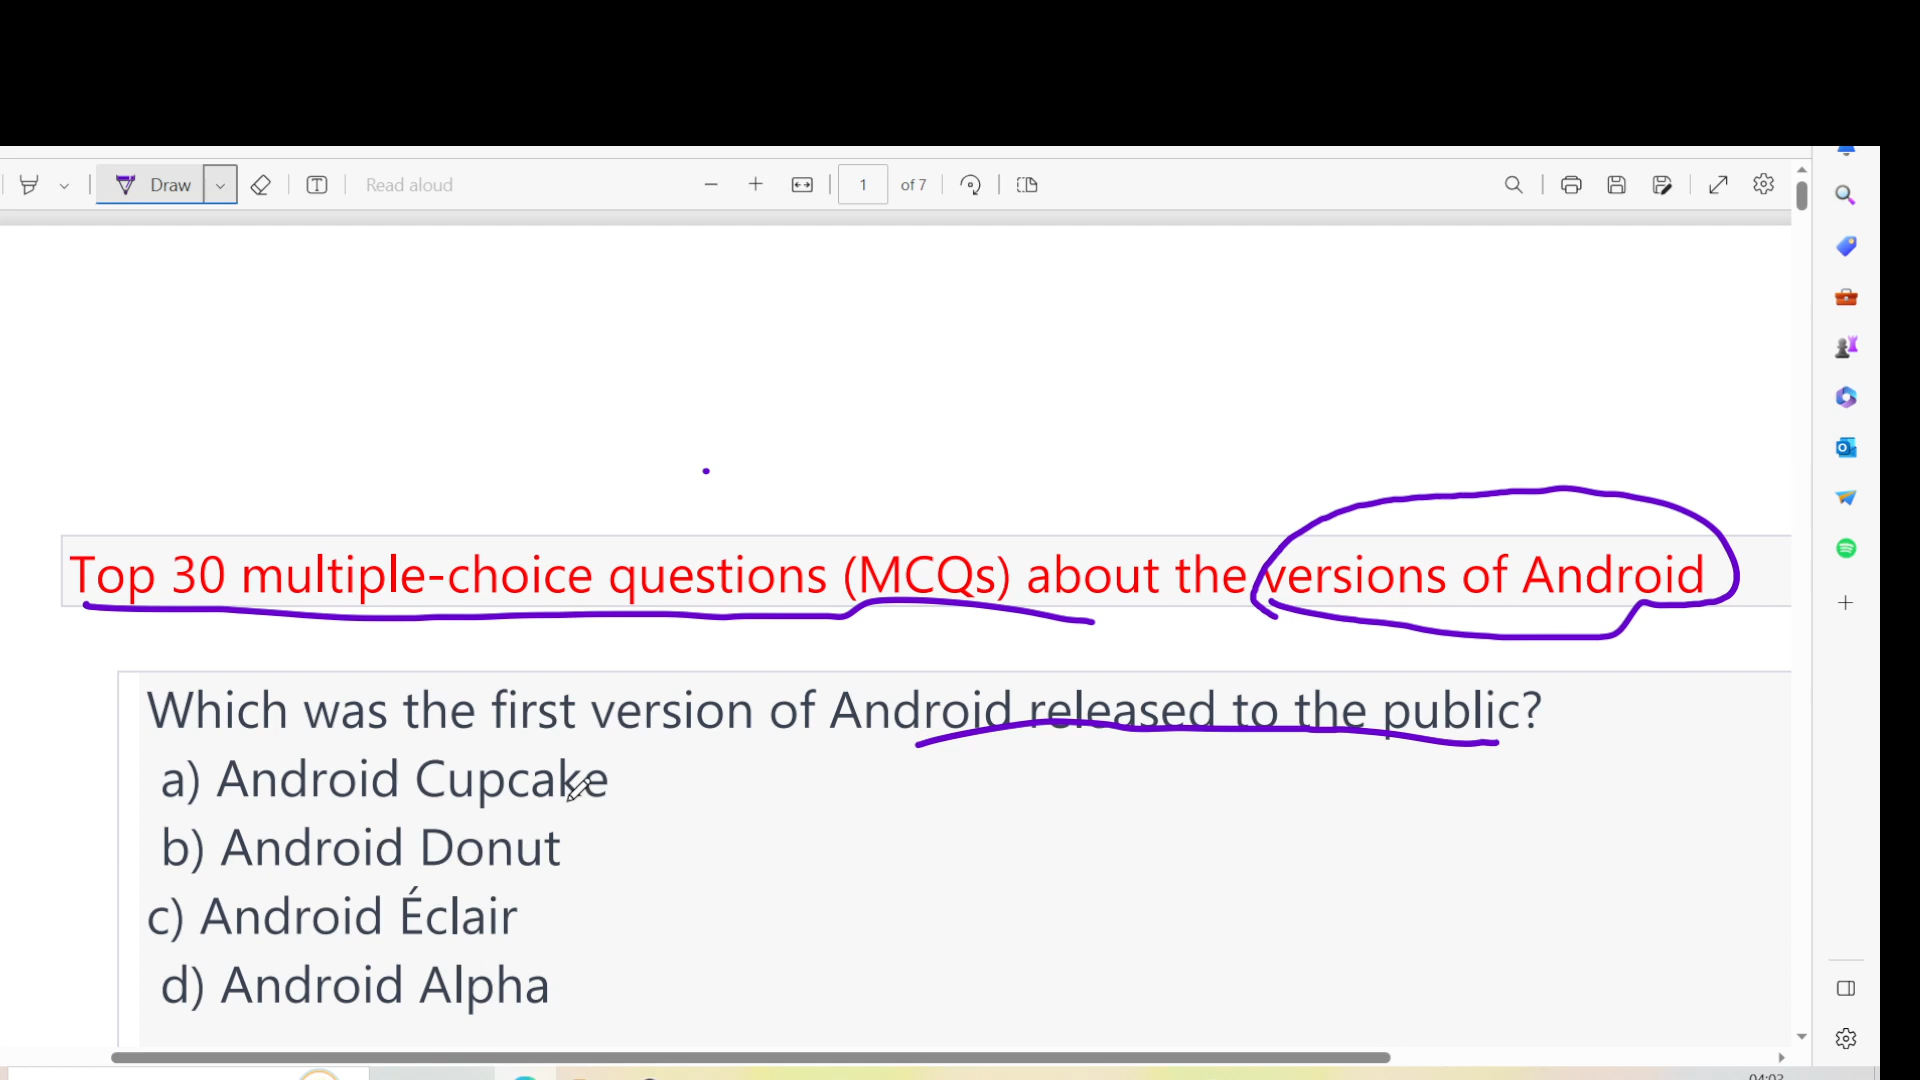 Draw
Read aloud
1 of 7
Top 30 multiple-choice questions (MCQs) about the versions of Android
Which was the first version of Android released to the public?
a) Android Cupcake
b) Android Donut
c) Android Éclair
d) Android Alpha